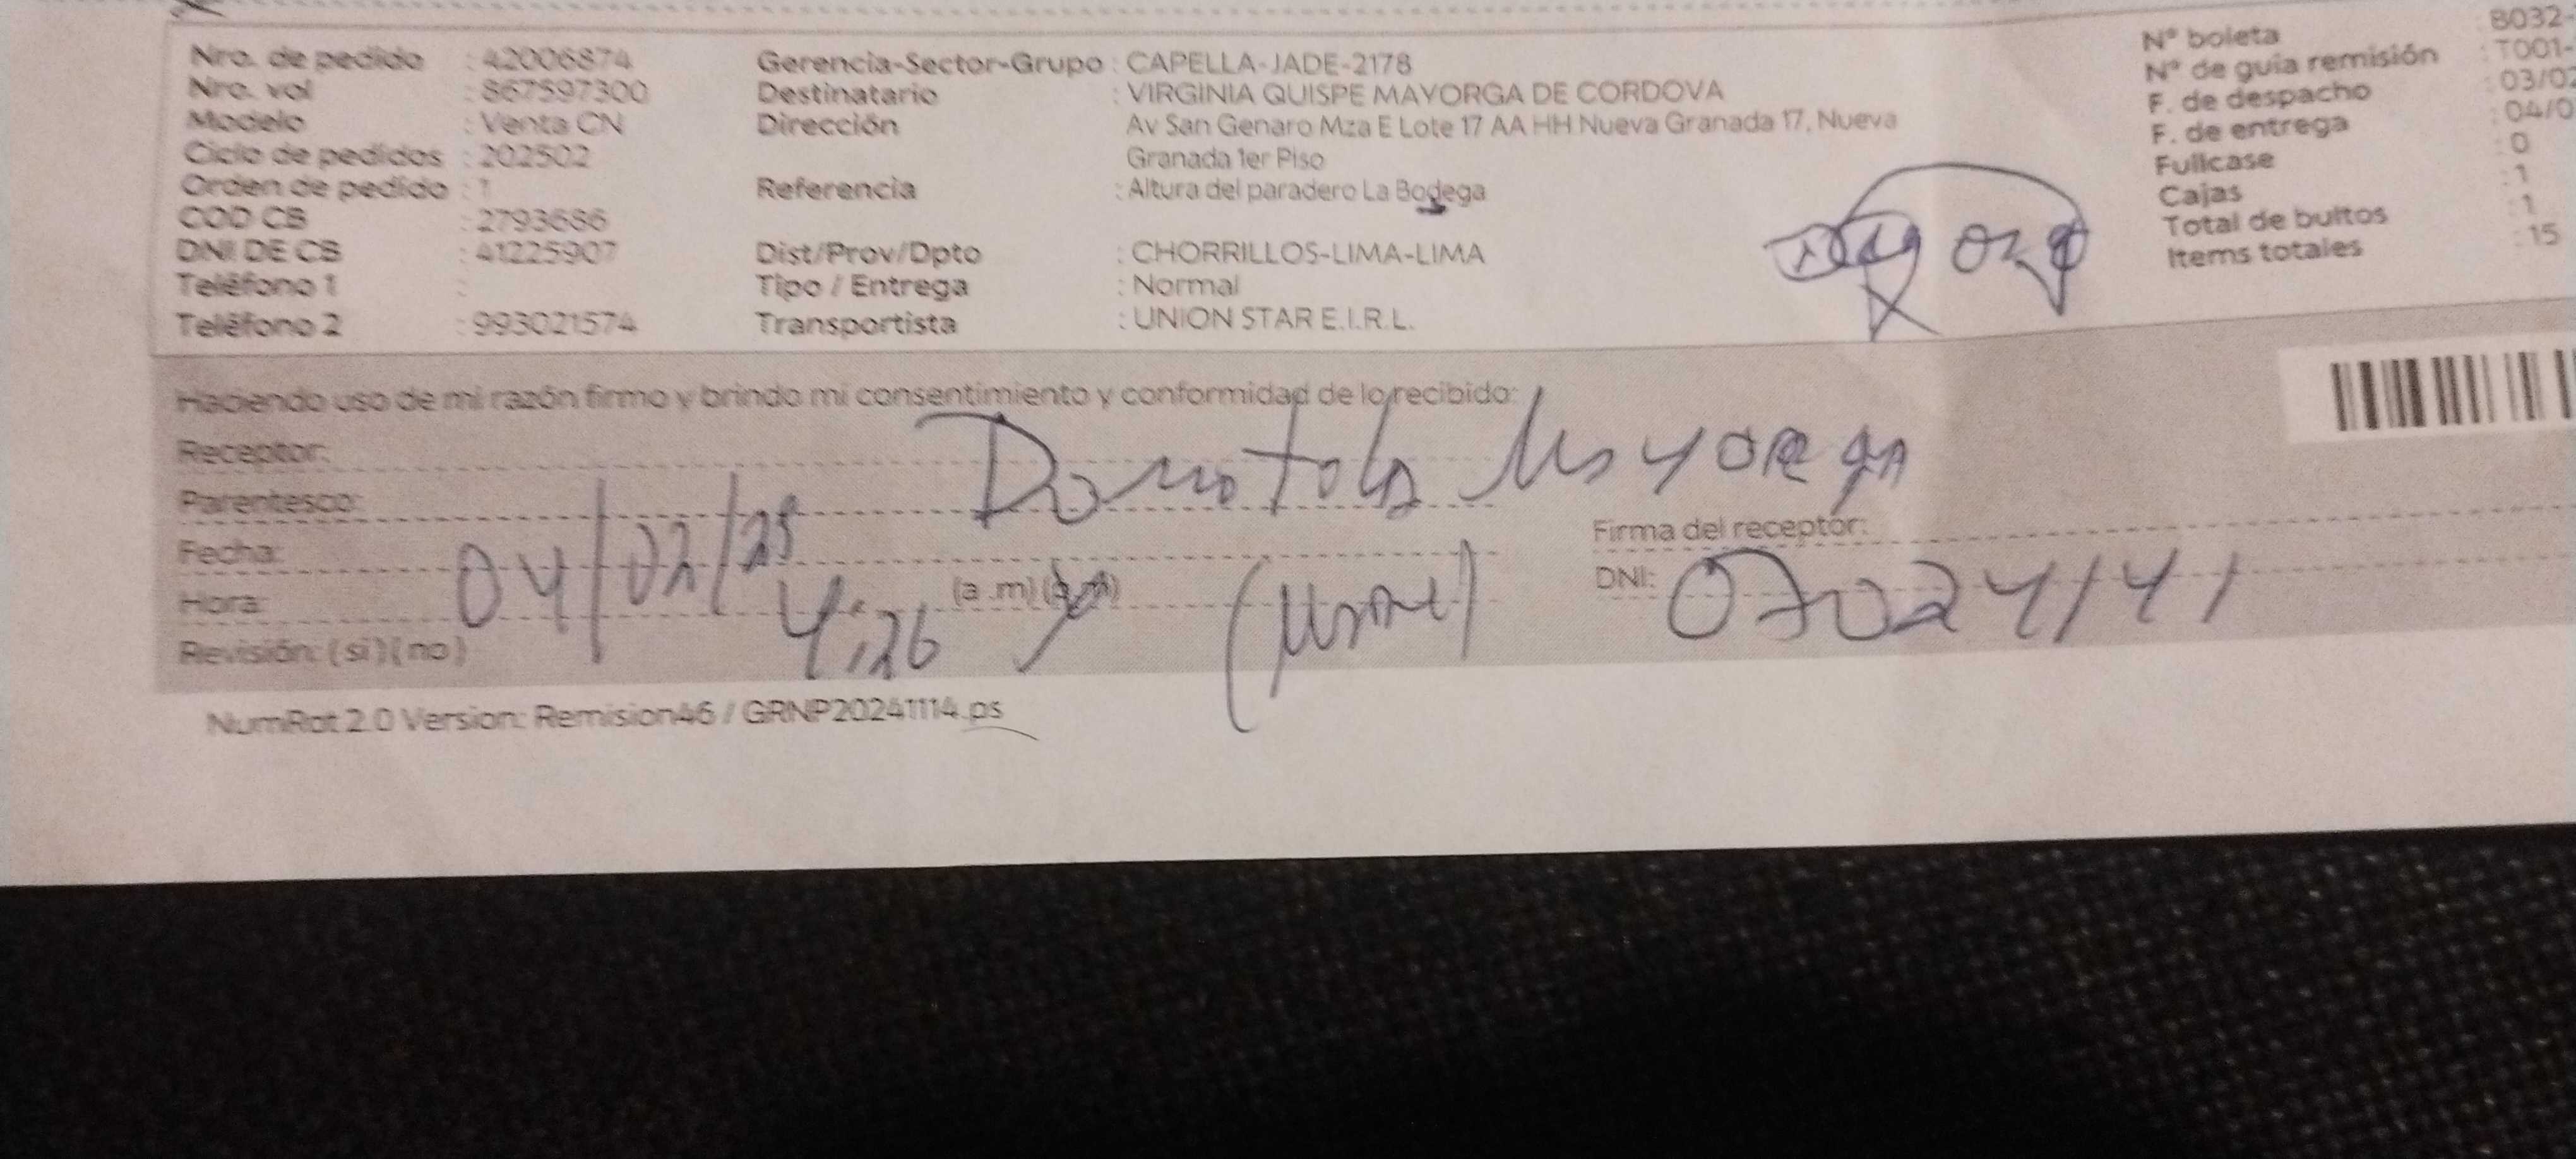 Nro. de pedido : 42006874
Nro. vol : 867597300
Modelo : Venta CN
Ciclo de pedidos : 202502
Orden de pedido : 1
COD CB : 2793686
DNI DE CB : 41225907
Teléfono 1 :
Teléfono 2 : 993021574
Gerencia-Sector-Grupo : CAPELLA-JADE-2178
Destinatario : VIRGINIA QUISPE MAYORGA DE CORDOVA
Dirección Av San Genaro Mza E Lote 17 AA HH Nueva Granada 17, Nueva
Granada 1er Piso
Referencia : Altura del paradero La Bodega
Dist/Prov/Dpto : CHORRILLOS-LIMA-LIMA
Tipo / Entrega : Normal
Transportista : UNION STAR E.I.R.L.
N° boleta : B032-
N° de guia remisión : T001-
F. de despacho : 03/02
F. de entrega : 04/0
Fullcase : 0
Cajas : 1
Total de bultos : 1
Items totales : 15
Haciendo uso de mi razón firmo y brindo mi consentimiento y conformidad de lo recibido:
Receptor: Donatola Mayorga
Parentesco:
Fecha: 04/02/25
Hora: 4:26 (a .m) (p.m)
Revisión: ( si ) ( no )
Firma del receptor:
DNI: 07024141
NumRat 2.0 Version: Remision46 / GRNP20241114.ps